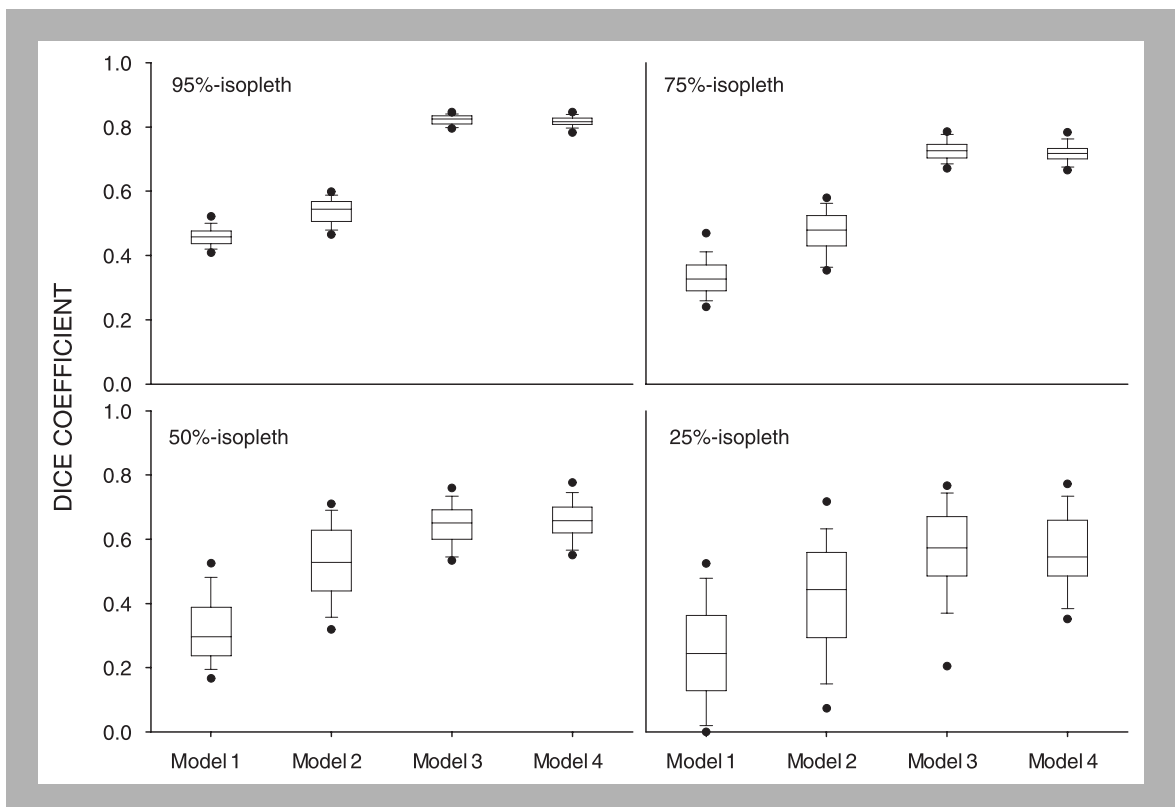 DICE COEFFICIENT
1.0
0.8
0.6
0.4
0.2
0.0
95%-isopleth
75%-isopleth
1.0
0.8
0.6
0.4
0.2
0.0
50%-isopleth
25%-isopleth
Model 1 Model 2 Model 3 Model 4
Model 1 Model 2 Model 3 Model 4